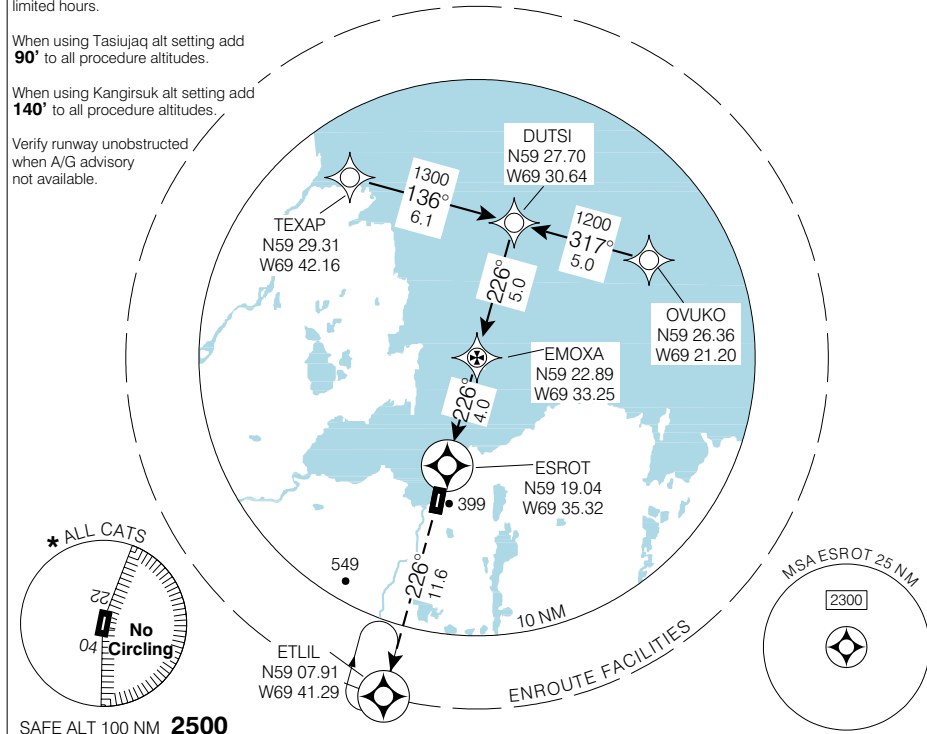 limited hours.
When using Tasiujaq alt setting add
90' to all procedure altitudes.
When using Kangirsuk alt setting add
140' to all procedure altitudes.
Verify runway unobstructed
when A/G advisory
not available.
DUTSI
N59 27.70
W69 30.64
1300
136°
6.1
TEXAP
N59 29.31
W69 42.16
1200
317°
5.0
226°
5.0
OVUKO
N59 26.36
W69 21.20
EMOXA
N59 22.89
W69 33.25
226°
4.0
ESROT
N59 19.04
W69 35.32
399
549
226°
11.6
10 NM
ETLIL
N59 07.91
W69 41.29
ENROUTE FACILITIES
* ALL CATS
22
04
No
Circling
SAFE ALT 100 NM 2500
MSA ESROT 25 NM
2300